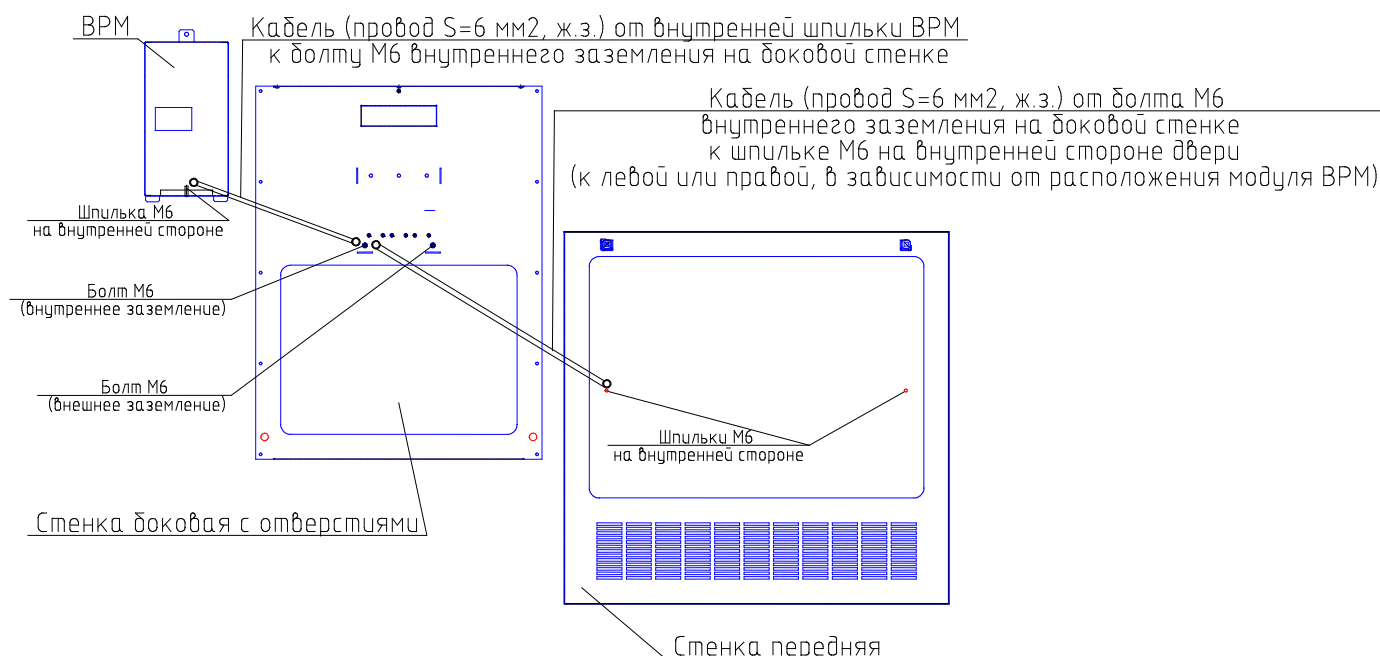 ВРМ
Кабель (провод S=6 мм2, ж.з.) от внутренней шпильки ВРМ
к болту М6 внутреннего заземления на боковой стенке
Кабель (провод S=6 мм2, ж.з.) от болта М6
внутреннего заземления на боковой стенке
к шпильке М6 на внутренней стороне двери
(к левой или правой, в зависимости от расположения модуля ВРМ)
Шпилька М6
на внутренней стороне
Болт М6
(внутреннее заземление)
Болт М6
(внешнее заземление)
Шпильки М6
на внутренней стороне
Стенка боковая с отверстиями
Стенка передняя